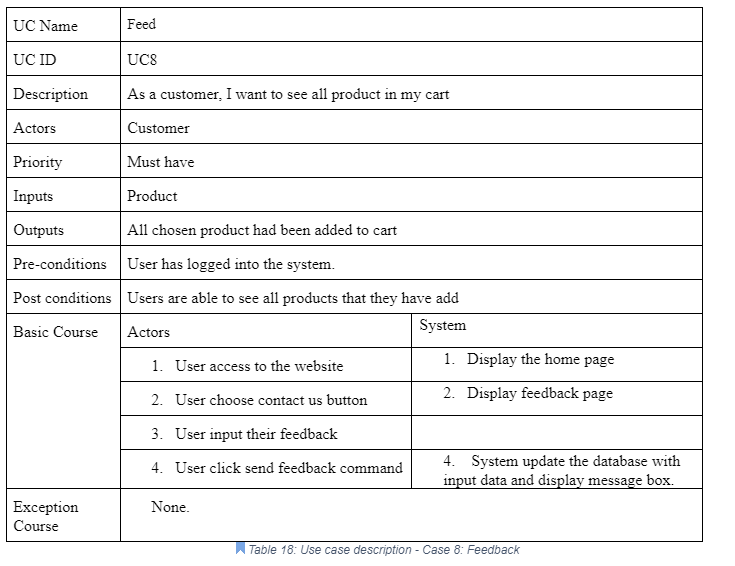 UC Name Feed
UC ID UC8
Description As a customer, I want to see all product in my cart
Actors Customer
Priority Must have
Inputs Product
Outputs All chosen product had been added to cart
Pre-conditions User has logged into the system.
Post conditions Users are able to see all products that they have add
Basic Course Actors System
1. User access to the website 1. Display the home page
2. User choose contact us button 2. Display feedback page
3. User input their feedback
4. User click send feedback command 4. System update the database with
input data and display message box.
Exception None.
Course
Table 18: Use case description - Case 8: Feedback